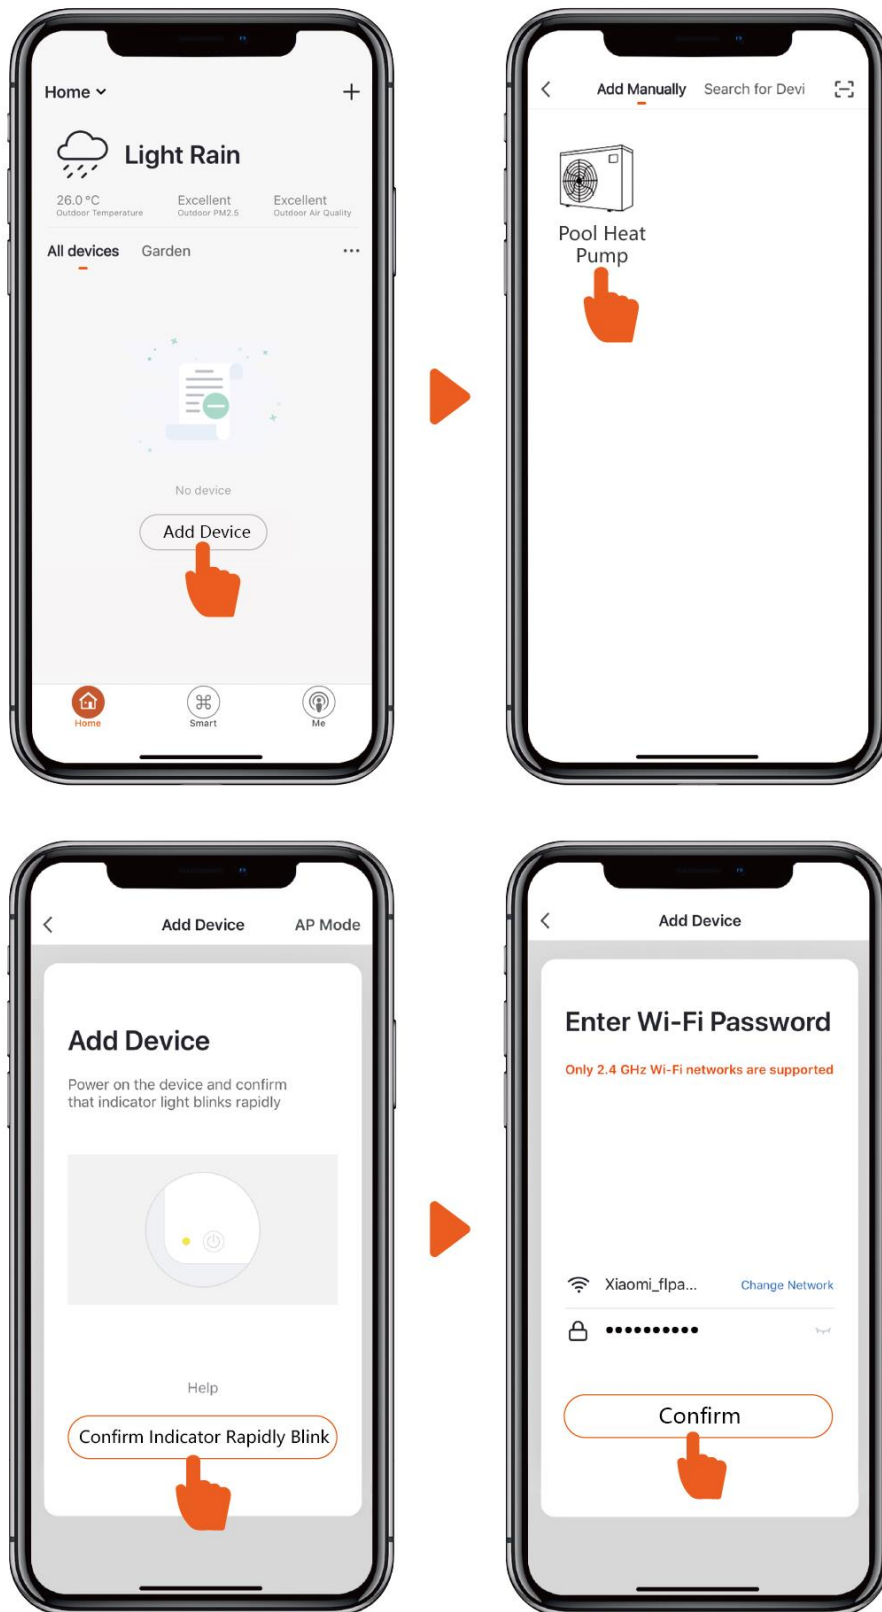 Home
Light Rain
26.0 °C Excellent Excellent
Outdoor Temperature Outdoor PM2.5 Outdoor Air Quality
All devices Garden
No device
Add Device
Home Smart Me
Add Manually Search for Devi
Pool Heat
Pump
Add Device AP Mode
Add Device
Power on the device and confirm
that indicator light blinks rapidly
Help
Confirm Indicator Rapidly Blink
Add Device
Enter Wi-Fi Password
Only 2.4 GHz Wi-Fi networks are supported
Xiaomi_flpa... Change Network
Confirm